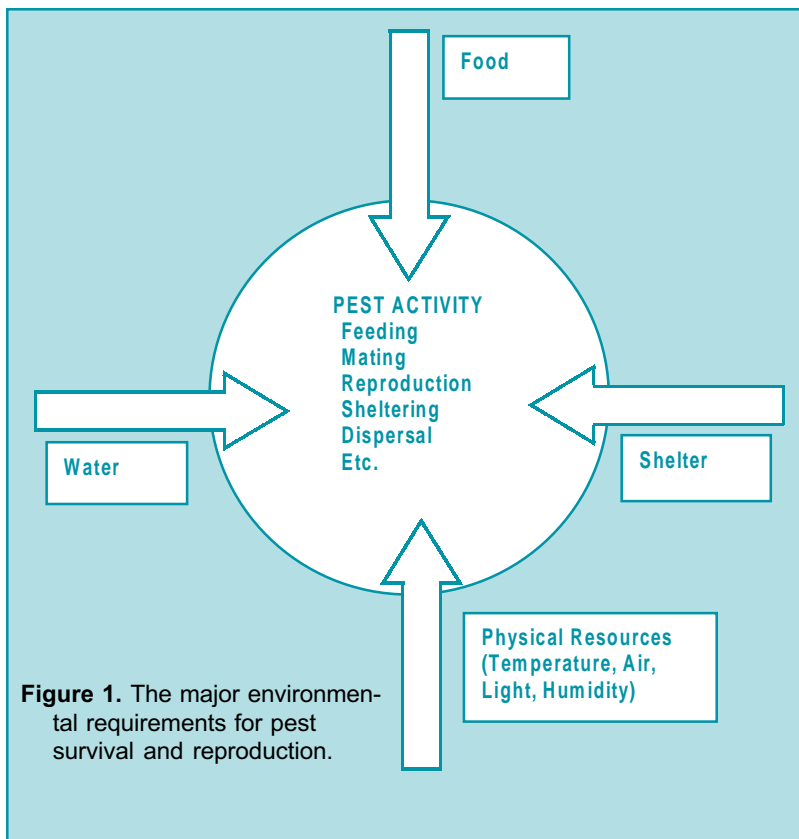 Food
PEST ACTIVITY
Feeding
Mating
Reproduction
Sheltering
Dispersal
Etc.
Water
Shelter
Physical Resources
(Temperature, Air,
Light, Humidity)
Figure 1. The major environmen-
tal requirements for pest
survival and reproduction.